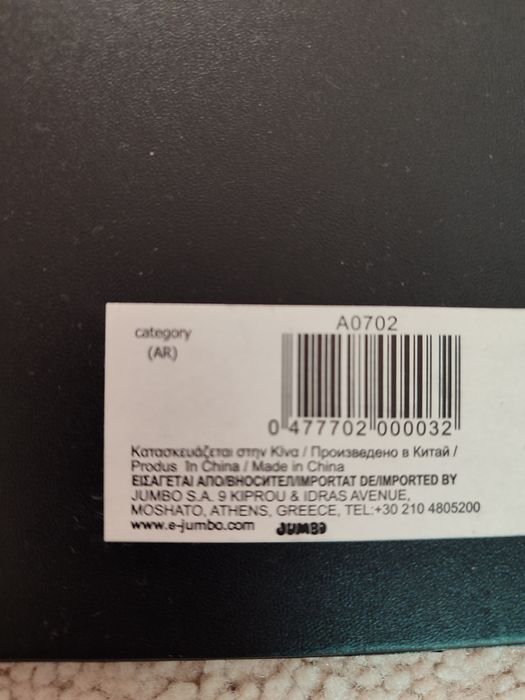 category
(AR)
A0702
0 477702 000032
Κατασκευάζεται στην Κίνα / Произведено в Китай /
Produs In China / Made in China
ΕΙΣΑΓΕΤΑΙ ΑΠΟ/ВНОСИТЕЛ/IMPORTAT DE/IMPORTED BY
JUMBO S.A. 9 KIPROU & IDRAS AVENUE,
MOSHATO, ATHENS, GREECE, TEL:+30 210 4805200
www.e-jumbo.com JUMBO